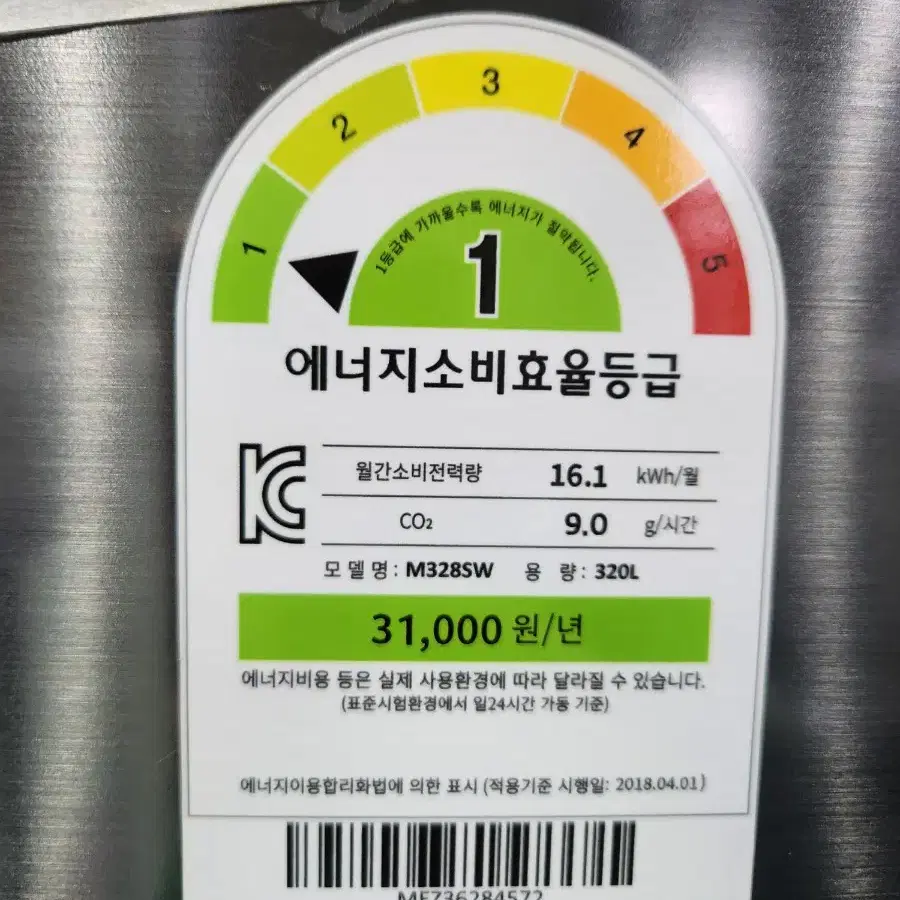 1
2
3
4
5
1등급에 가까울수록 에너지가 절약됩니다.
1
에너지소비효율등급
월간소비전력량 16.1 kWh/월
CO₂ 9.0 g/시간
모 델 명 : M328SW 용 량 : 320L
31,000 원/년
에너지비용 등은 실제 사용환경에 따라 달라질 수 있습니다.
(표준시험환경에서 일24시간 가동 기준)
에너지이용합리화법에 의한 표시 (적용기준 시행일: 2018.04.01)
MFZ36284572